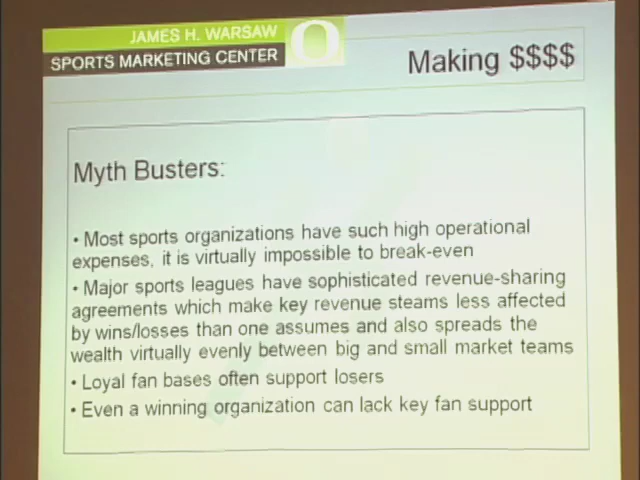 JAMES H. WARSAW
SPORTS MARKETING CENTER
O
Making $$$$
Myth Busters:
• Most sports organizations have such high operational
expenses, it is virtually impossible to break-even
• Major sports leagues have sophisticated revenue-sharing
agreements which make key revenue steams less affected
by wins/losses than one assumes and also spreads the
wealth virtually evenly between big and small market teams
• Loyal fan bases often support losers
• Even a winning organization can lack key fan support